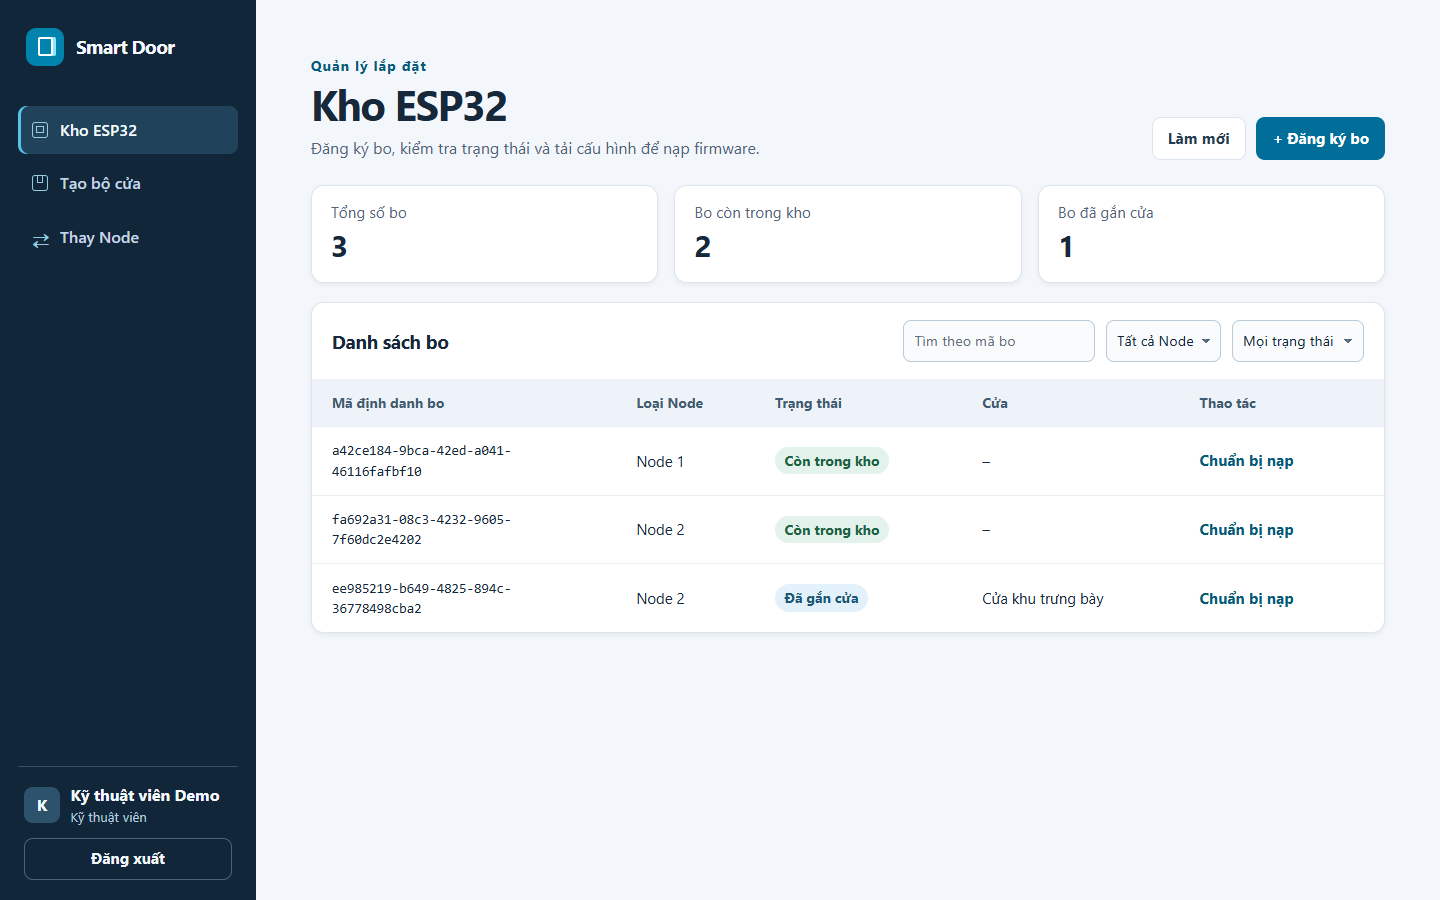 Smart Door
Kho ESP32
Tạo bộ cửa
Thay Node
Kỹ thuật viên Demo
K
Kỹ thuật viên
Đăng xuất
Quản lý lắp đặt
Kho ESP32
Đăng ký bo, kiểm tra trạng thái và tải cấu hình để nạp firmware.
Làm mới
+ Đăng ký bo
Tổng số bo
3
Bo còn trong kho
2
Bo đã gắn cửa
1
Danh sách bo
Tìm theo mã bo
Tất cả Node
Mọi trạng thái
Mã định danh bo Loại Node Trạng thái Cửa Thao tác
a42ce184-9bca-42ed-a041-
46116fafbf10
Node 1 Còn trong kho – Chuẩn bị nạp
fa692a31-08c3-4232-9605-
7f60dc2e4202
Node 2 Còn trong kho – Chuẩn bị nạp
ee985219-b649-4825-894c-
36778498cba2
Node 2 Đã gắn cửa Cửa khu trưng bày Chuẩn bị nạp